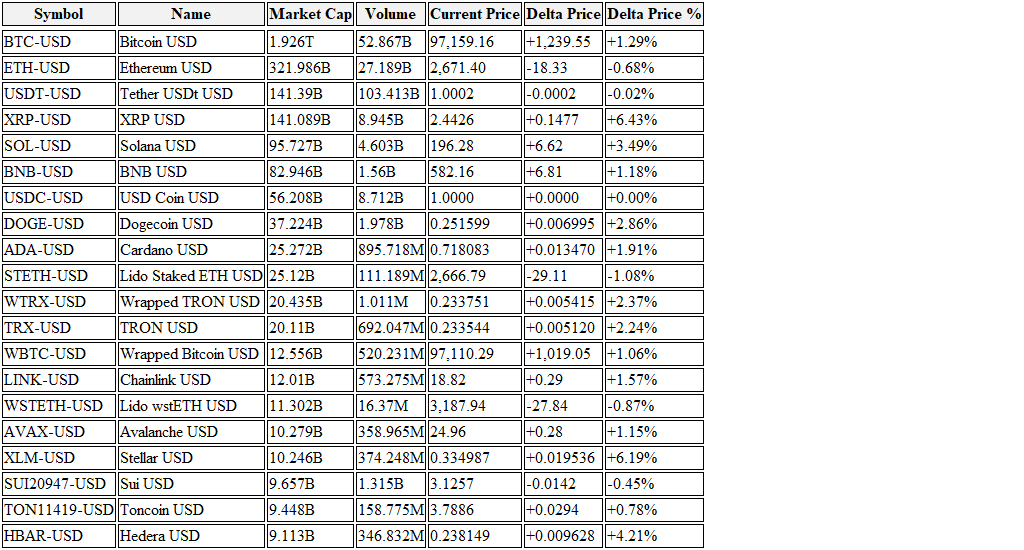 Symbol Name Market Cap Volume Current Price Delta Price Delta Price %
BTC-USD Bitcoin USD 1.926T 52.867B 97,159.16 +1,239.55 +1.29%
ETH-USD Ethereum USD 321.986B 27.189B 2,671.40 -18.33 -0.68%
USDT-USD Tether USDt USD 141.39B 103.413B 1.0002 -0.0002 -0.02%
XRP-USD XRP USD 141.089B 8.945B 2.4426 +0.1477 +6.43%
SOL-USD Solana USD 95.727B 4.603B 196.28 +6.62 +3.49%
BNB-USD BNB USD 82.946B 1.56B 582.16 +6.81 +1.18%
USDC-USD USD Coin USD 56.208B 8.712B 1.0000 +0.0000 +0.00%
DOGE-USD Dogecoin USD 37.224B 1.978B 0.251599 +0.006995 +2.86%
ADA-USD Cardano USD 25.272B 895.718M 0.718083 +0.013470 +1.91%
STETH-USD Lido Staked ETH USD 25.12B 111.189M 2,666.79 -29.11 -1.08%
WTRX-USD Wrapped TRON USD 20.435B 1.011M 0.233751 +0.005415 +2.37%
TRX-USD TRON USD 20.11B 692.047M 0.233544 +0.005120 +2.24%
WBTC-USD Wrapped Bitcoin USD 12.556B 520.231M 97,110.29 +1,019.05 +1.06%
LINK-USD Chainlink USD 12.01B 573.275M 18.82 +0.29 +1.57%
WSTETH-USD Lido wstETH USD 11.302B 16.37M 3,187.94 -27.84 -0.87%
AVAX-USD Avalanche USD 10.279B 358.965M 24.96 +0.28 +1.15%
XLM-USD Stellar USD 10.246B 374.248M 0.334987 +0.019536 +6.19%
SUI20947-USD Sui USD 9.657B 1.315B 3.1257 -0.0142 -0.45%
TON11419-USD Toncoin USD 9.448B 158.775M 3.7886 +0.0294 +0.78%
HBAR-USD Hedera USD 9.113B 346.832M 0.238149 +0.009628 +4.21%